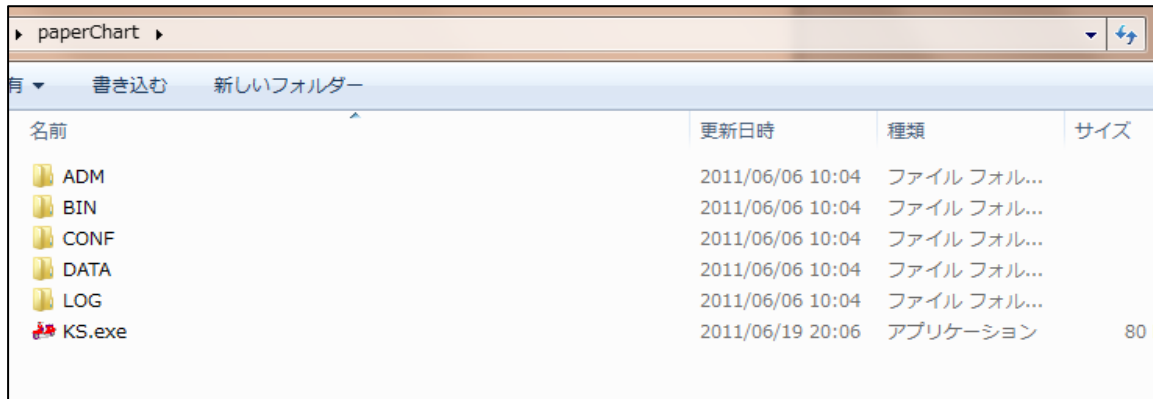 paperChart
有 書き込む 新しいフォルダー
名前 更新日時 種類 サイズ
ADM 2011/06/06 10:04 ファイル フォル...
BIN 2011/06/06 10:04 ファイル フォル...
CONF 2011/06/06 10:04 ファイル フォル...
DATA 2011/06/06 10:04 ファイル フォル...
LOG 2011/06/06 10:04 ファイル フォル...
KS.exe 2011/06/19 20:06 アプリケーション 80